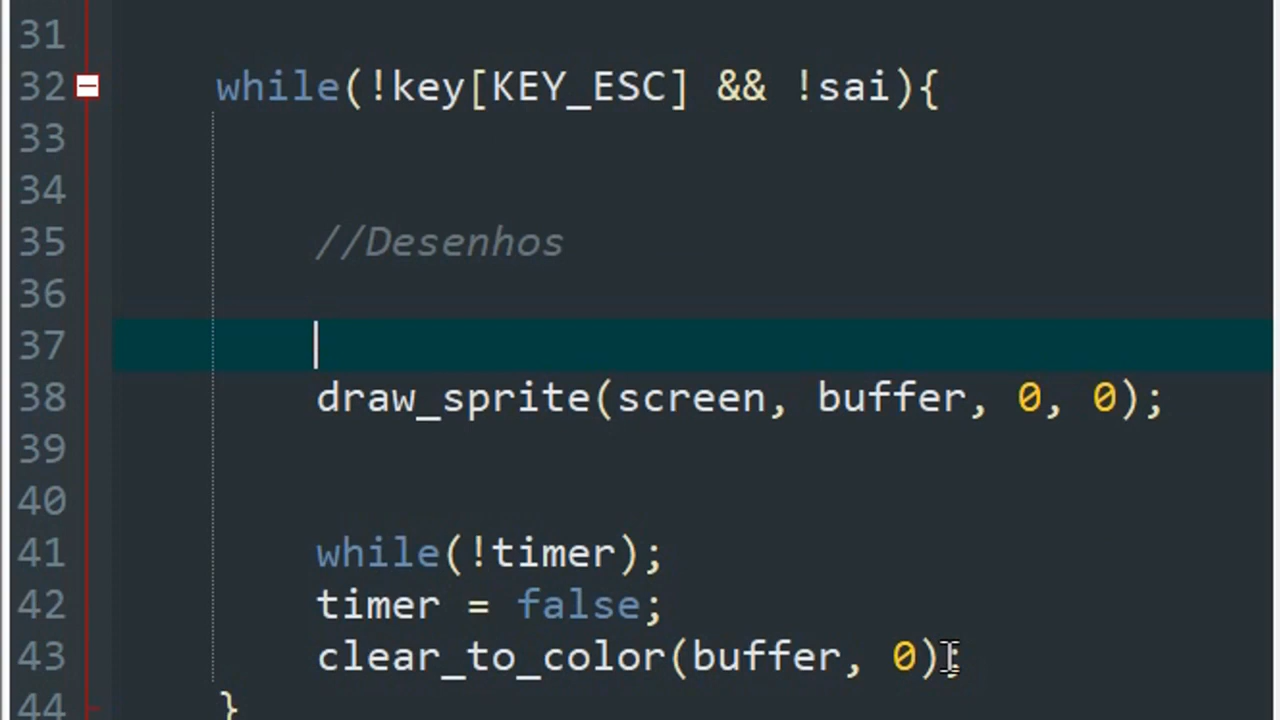 31
32 while(!key[KEY_ESC] && !sai){
33
34
35 //Desenhos
36
37
38 draw_sprite(screen, buffer, 0, 0);
39
40
41 while(!timer);
42 timer = false;
43 clear_to_color(buffer, 0);
44 }